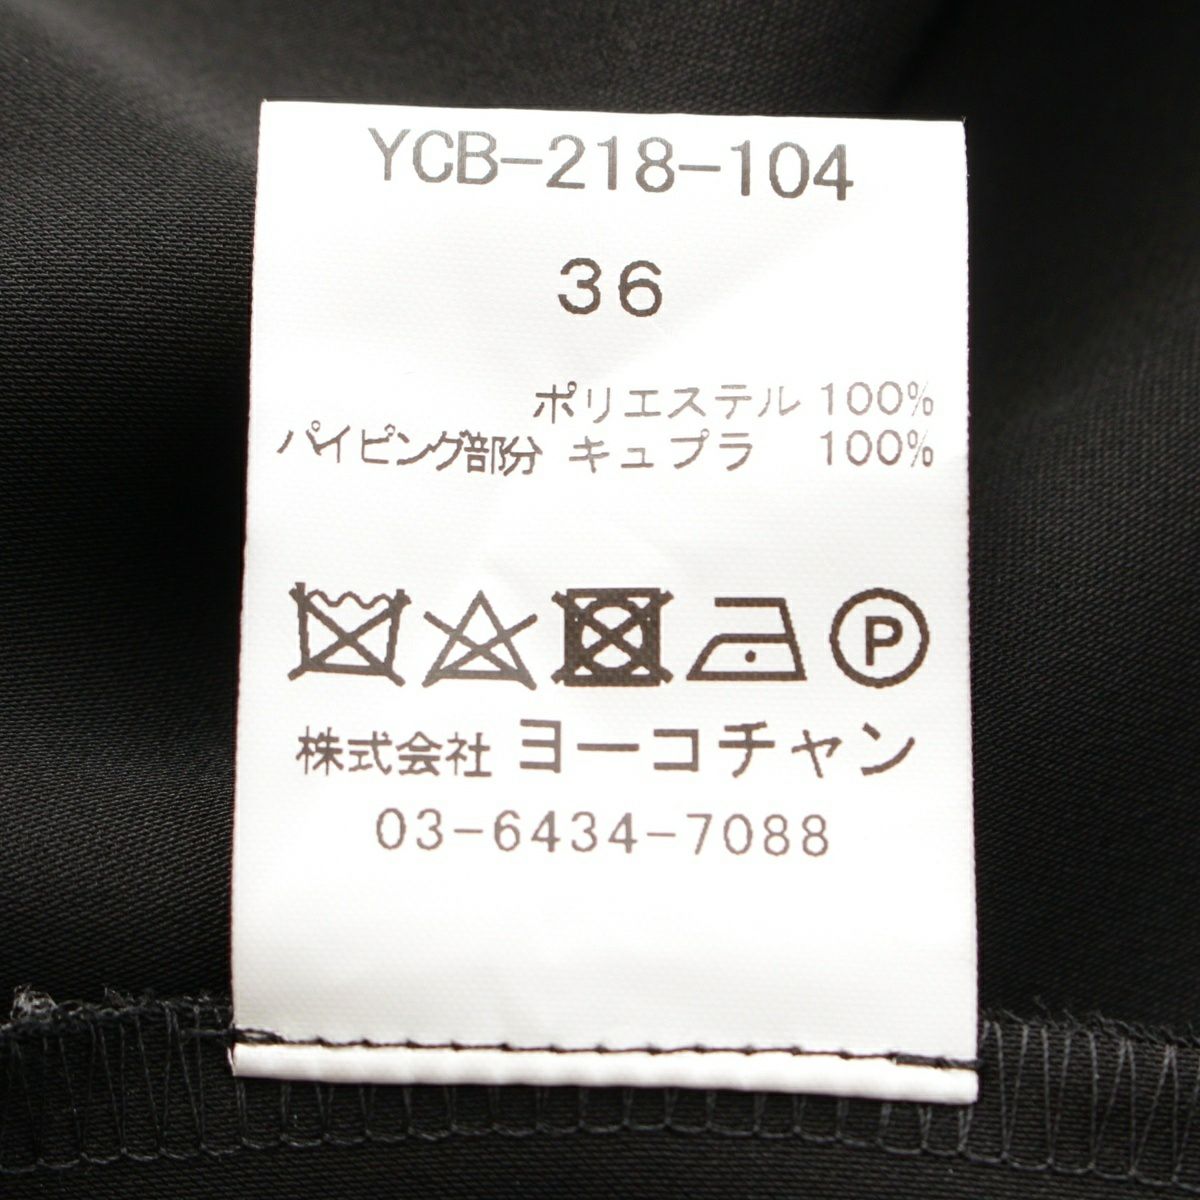 YCB-218-104
36
ポリエステル 100%
パイピング部分 キュプラ 100%
P
株式会社 ヨーコチャン
03-6434-7088